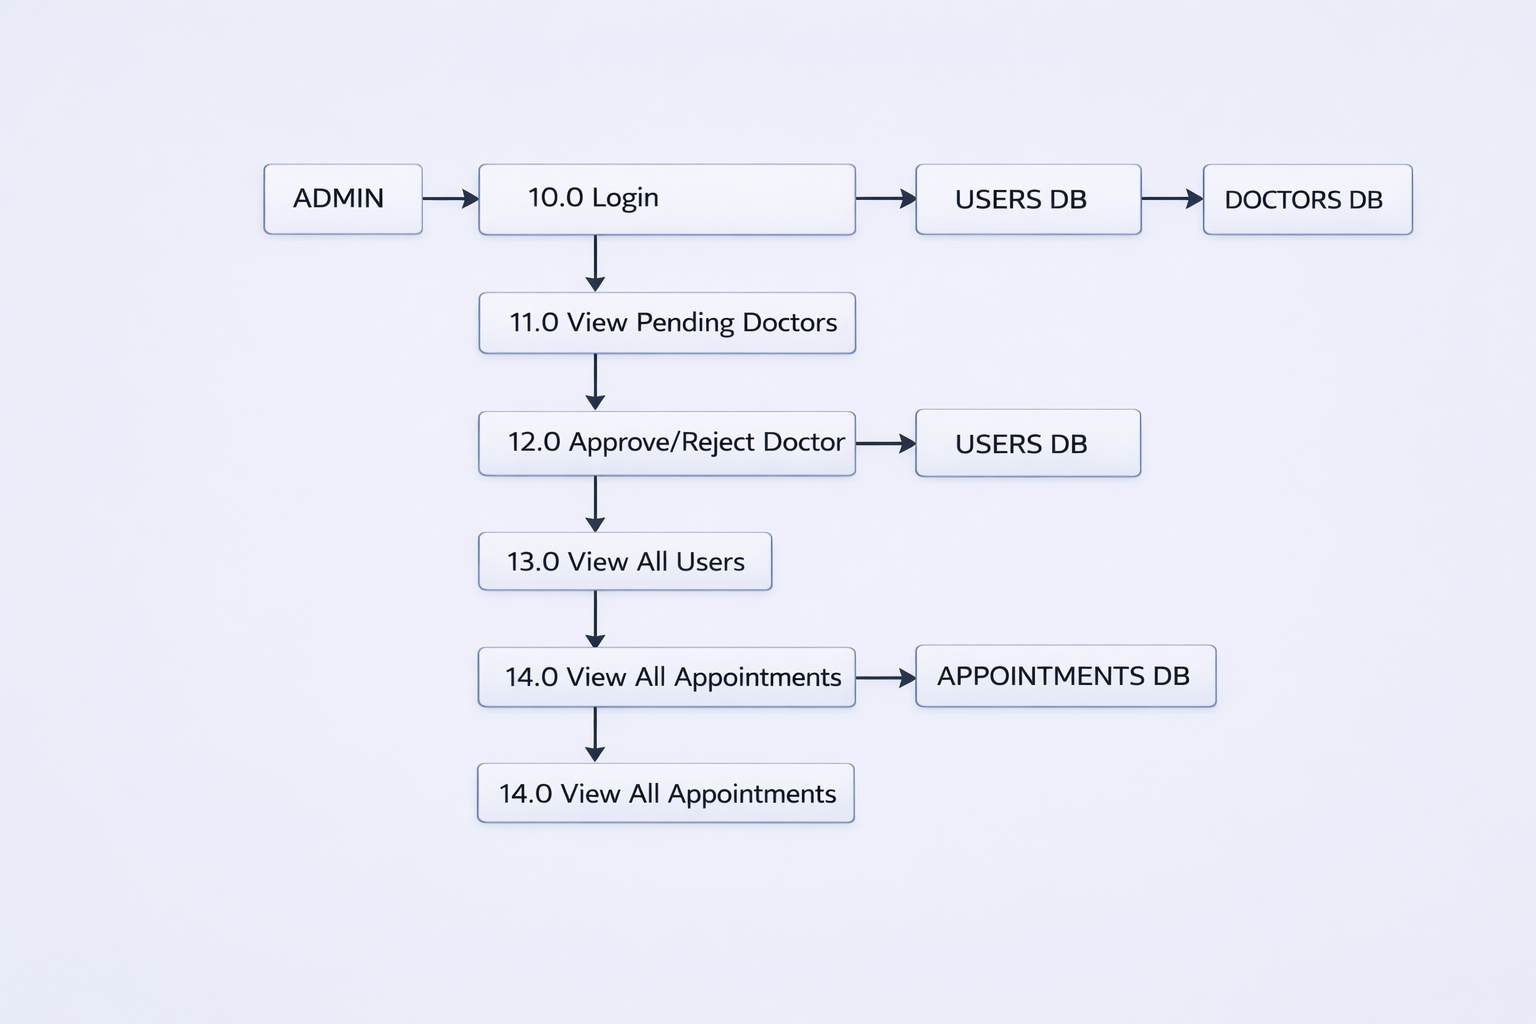 ADMIN
10.0 Login
USERS DB
DOCTORS DB
11.0 View Pending Doctors
12.0 Approve/Reject Doctor
USERS DB
13.0 View All Users
14.0 View All Appointments
APPOINTMENTS DB
14.0 View All Appointments